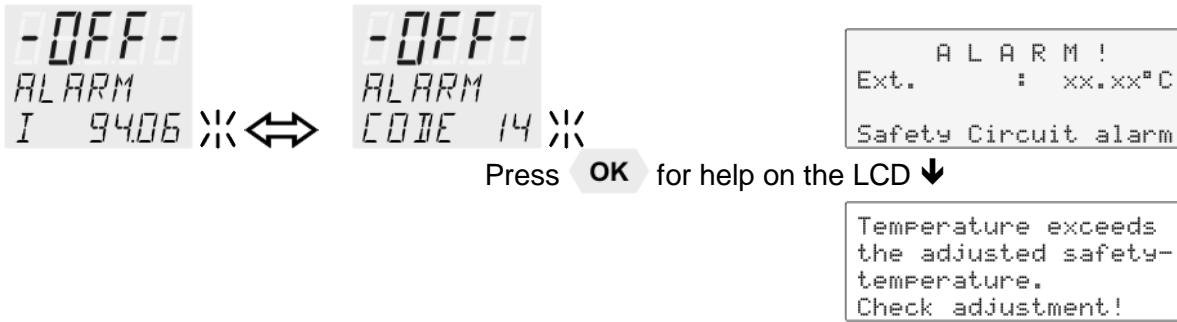 -OFF-
ALARM
I 94.06
-OFF-
ALARM
CODE 14
A L A R M !
Ext. : xx.xx°C
Safety Circuit alarm
Press OK for help on the LCD
Temperature exceeds
the adjusted safety-
temperature.
Check adjustment!